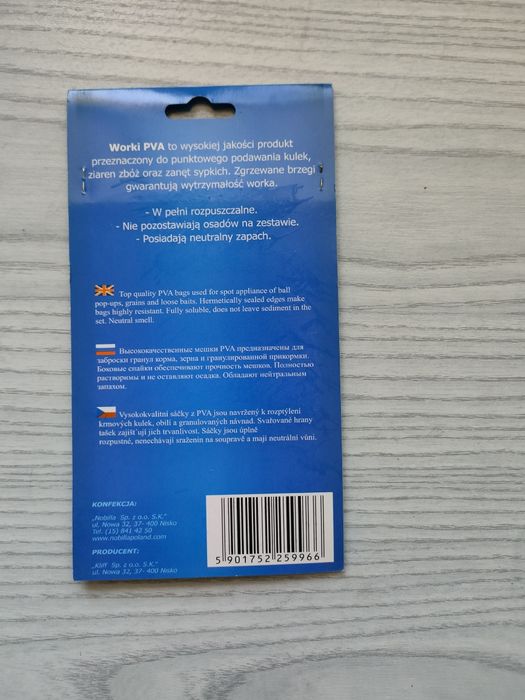 Worki PVA to wysokiej jakości produkt
przeznaczony do punktowego podawania kulek,
ziaren zbóż oraz zanęt sypkich. Zgrzewane brzegi
gwarantują wytrzymałość worka.
- W pełni rozpuszczalne.
- Nie pozostawiają osadów na zestawie.
- Posiadają neutralny zapach.
Top quality PVA bags used for spot appliance of ball
pop-ups, grains and loose baits. Hermetically sealed edges make
bags highly resistant. Fully soluble, does not leave sediment in the
set. Neutral smell.
Высококачественные мешки PVA предназначены для
заброски гранул корма, зерна и гранулированной прикормки.
Боковые спайки обеспечивают прочность мешков. Полностью
растворимы и не оставляют осадка. Обладают нейтральным
запахом.
Vysokokvalitní sáčky z PVA jsou navržený k rozptýlení
krmových kulek, obilí a granulovaných návnad. Svařované hrany
tašek zajišt'ují jich trvanlivost. Sáčky jsou úplně
rozpustné, nenechávají sraženin na soupravě a mají neutrální vůni.
KONFEKCJA:
„Nobilla Sp. z o.o. S.K."
ul. Nowa 32, 37- 400 Nisko
Tel. (15) 841 42 50
www.nobillapoland.com
PRODUCENT:
„Kliff Sp. z o.o. S.K."
ul. Nowa 32, 37- 400 Nisko
5 901752 259966